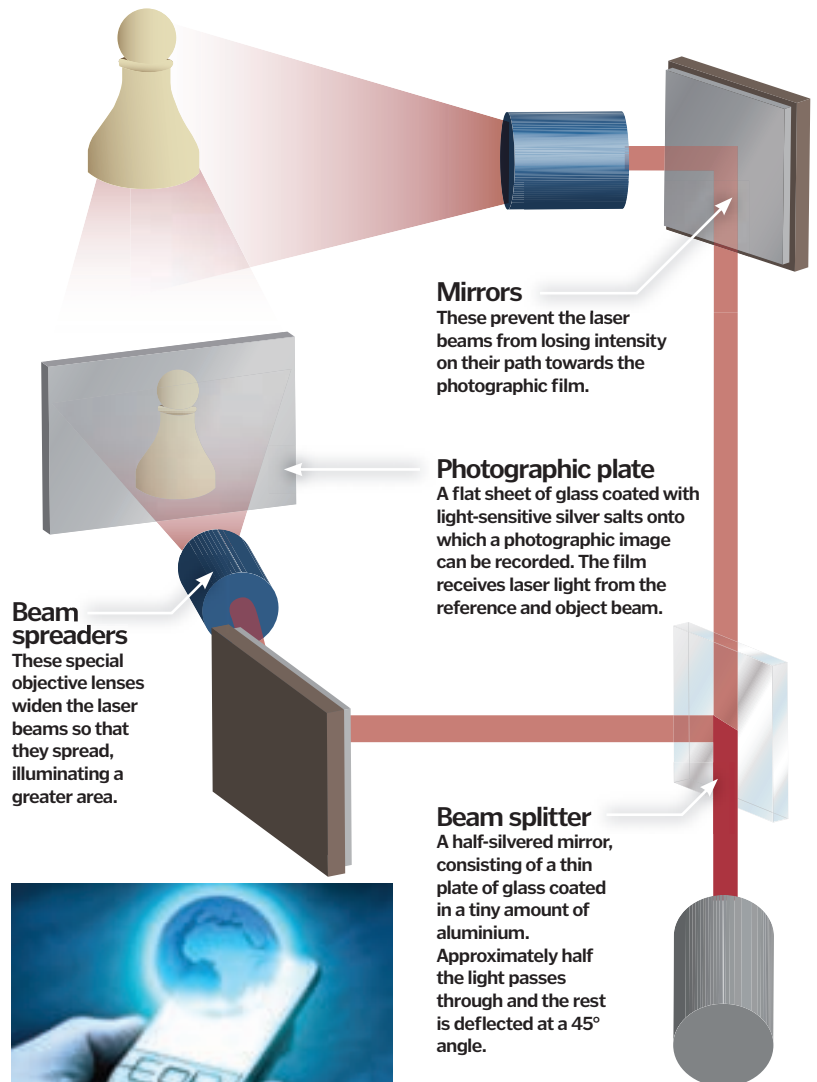 Mirrors
These prevent the laser
beams from losing intensity
on their path towards the
photographic film.
Photographic plate
A flat sheet of glass coated with
light-sensitive silver salts onto
which a photographic image
can be recorded. The film
receives laser light from the
reference and object beam.
Beam
spreaders
These special
objective lenses
widen the laser
beams so that
they spread,
illuminating a
greater area.
Beam splitter
A half-silvered mirror,
consisting of a thin
plate of glass coated
in a tiny amount of
aluminium.
Approximately half
the light passes
through and the rest
is deflected at a 45°
angle.